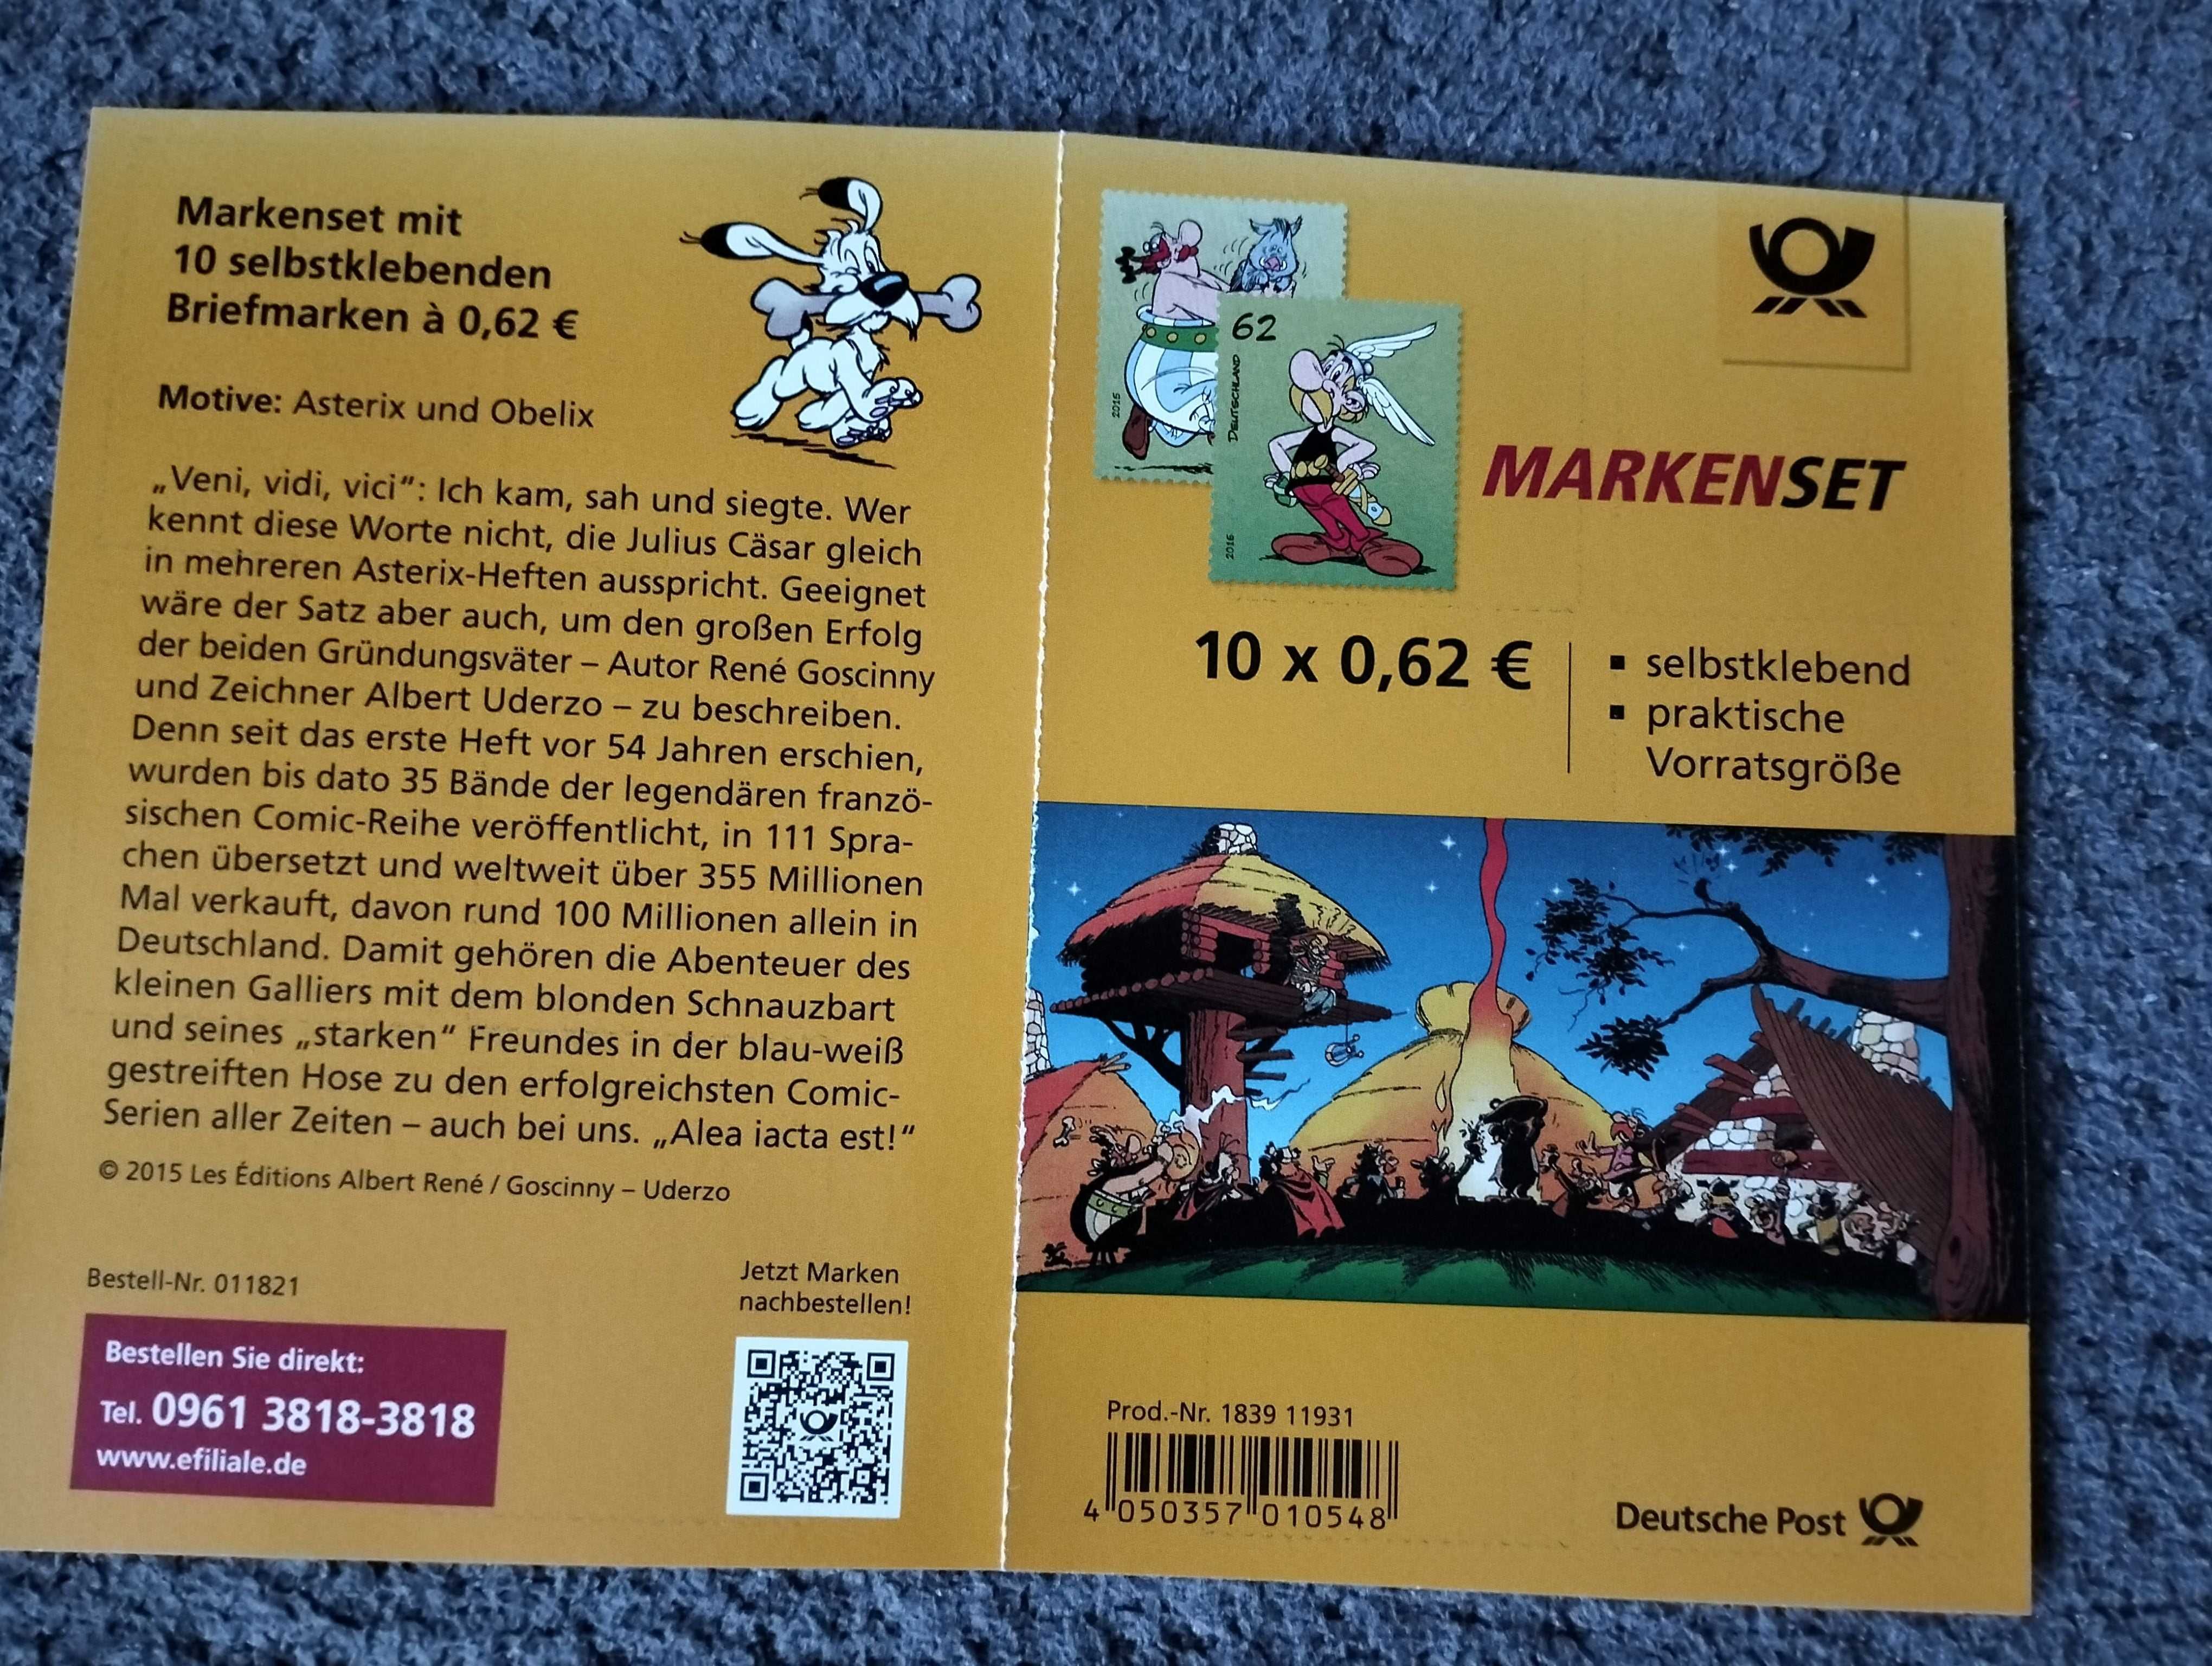 Markenset mit
10 selbstklebenden
Briefmarken à 0,62 €
Motive: Asterix und Obelix
„Veni, vidi, vici“: Ich kam, sah und siegte. Wer
kennt diese Worte nicht, die Julius Cäsar gleich
in mehreren Asterix-Heften ausspricht. Geeignet
wäre der Satz aber auch, um den großen Erfolg
der beiden Gründungsväter – Autor René Goscinny
und Zeichner Albert Uderzo – zu beschreiben.
Denn seit das erste Heft vor 54 Jahren erschien,
wurden bis dato 35 Bände der legendären franzö-
sischen Comic-Reihe veröffentlicht, in 111 Spra-
chen übersetzt und weltweit über 355 Millionen
Mal verkauft, davon rund 100 Millionen allein in
Deutschland. Damit gehören die Abenteuer des
kleinen Galliers mit dem blonden Schnauzbart
und seines „starken“ Freundes in der blau-weiß
gestreiften Hose zu den erfolgreichsten Comic-
Serien aller Zeiten – auch bei uns. „Alea iacta est!“
© 2015 Les Éditions Albert René / Goscinny – Uderzo
Bestell-Nr. 011821
Jetzt Marken
nachbestellen!
Bestellen Sie direkt:
Tel. 0961 3818-3818
www.efiliale.de
2015
62
DEUTSCHLAND
2015
MARKENSET
10 x 0,62 €
▪ selbstklebend
▪ praktische
Vorratsgröße
Prod.-Nr. 1839 11931
4 050357 010548
Deutsche Post